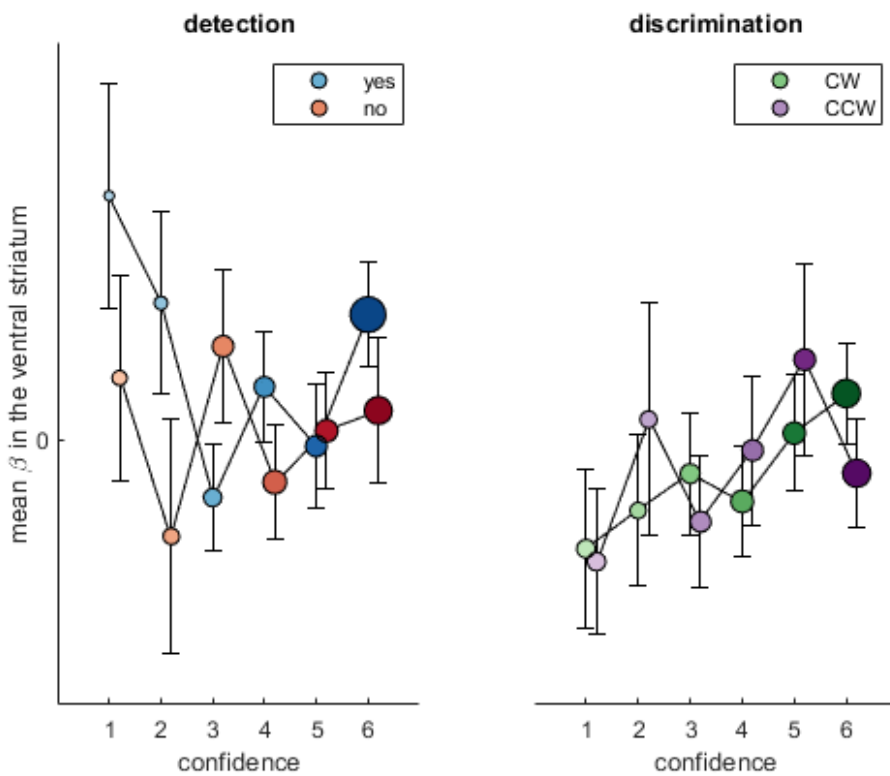 detection
yes
no
mean β in the ventral striatum
0
1 2 3 4 5 6
confidence
discrimination
CW
CCW
1 2 3 4 5 6
confidence